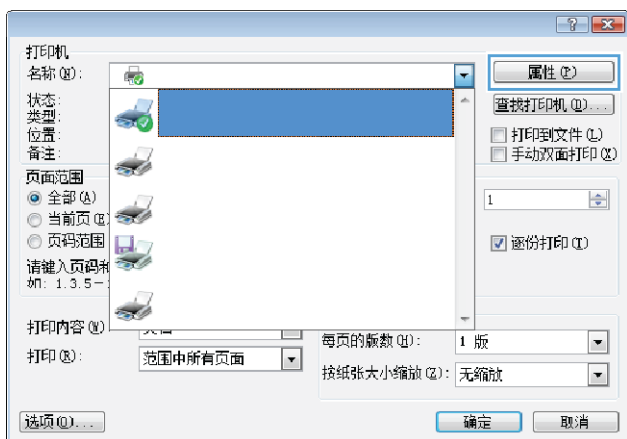 打印机
名称(N):
属性(P)
状态:
类型:
位置:
备注:
查找打印机(D)...
打印到文件(L)
手动双面打印(X)
页面范围
全部(A)
当前页(E)
页码范围
1
逐份打印(T)
请键入页码和
如: 1.3.5-
打印内容(W)
打印(R):
范围中所有页面
每页的版数(H):
1 版
按纸张大小缩放(Z):
无缩放
选项(O)...
确定
取消